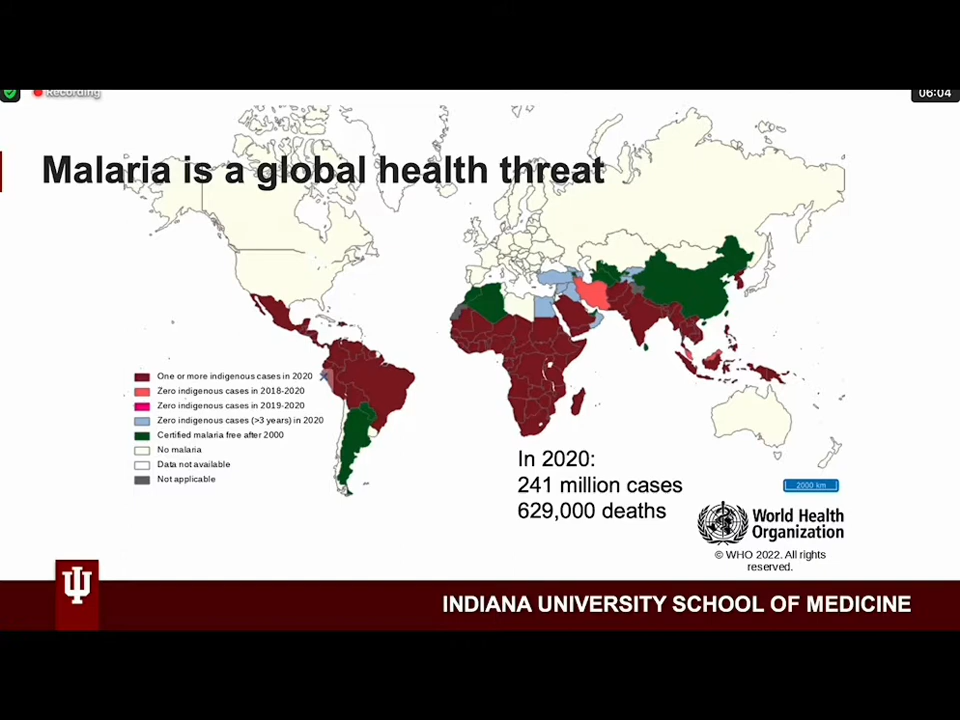 Recording
06:04
Malaria is a global health threat
One or more indigenous cases in 2020
Zero indigenous cases in 2018-2020
Zero indigenous cases in 2019-2020
Zero indigenous cases (>3 years) in 2020
Certified malaria free after 2000
No malaria
Data not available
Not applicable
In 2020:
241 million cases
629,000 deaths
2000 km
World Health
Organization
© WHO 2022. All rights
reserved.
INDIANA UNIVERSITY SCHOOL OF MEDICINE